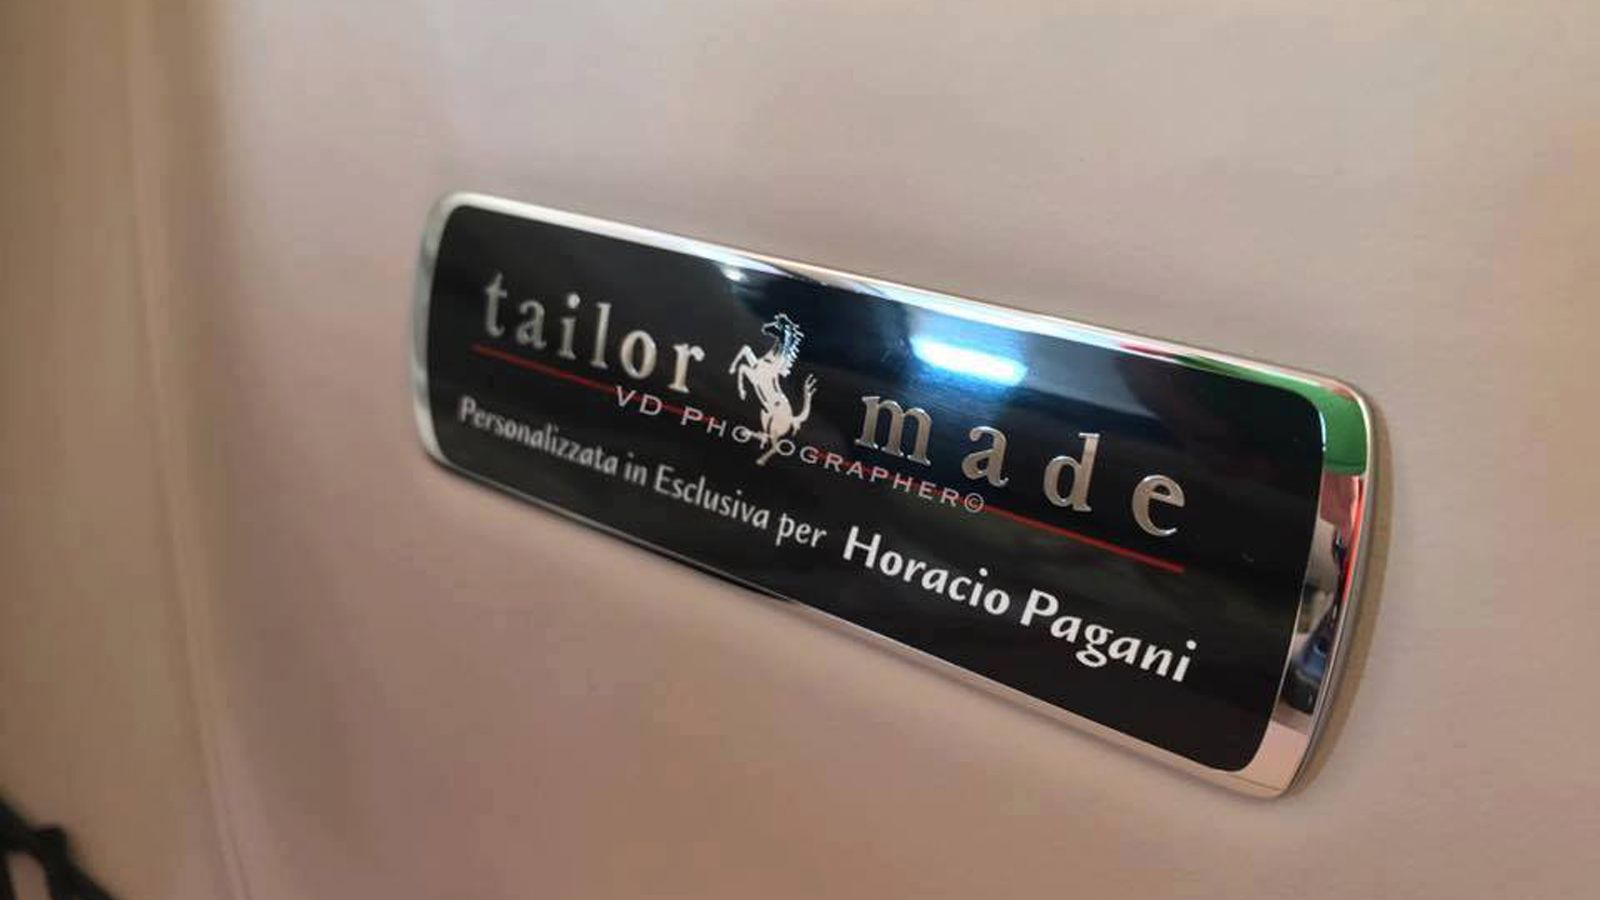 tailor made
VD PHOTOGRAPHER©
Personalizzata in Esclusiva per Horacio Pagani